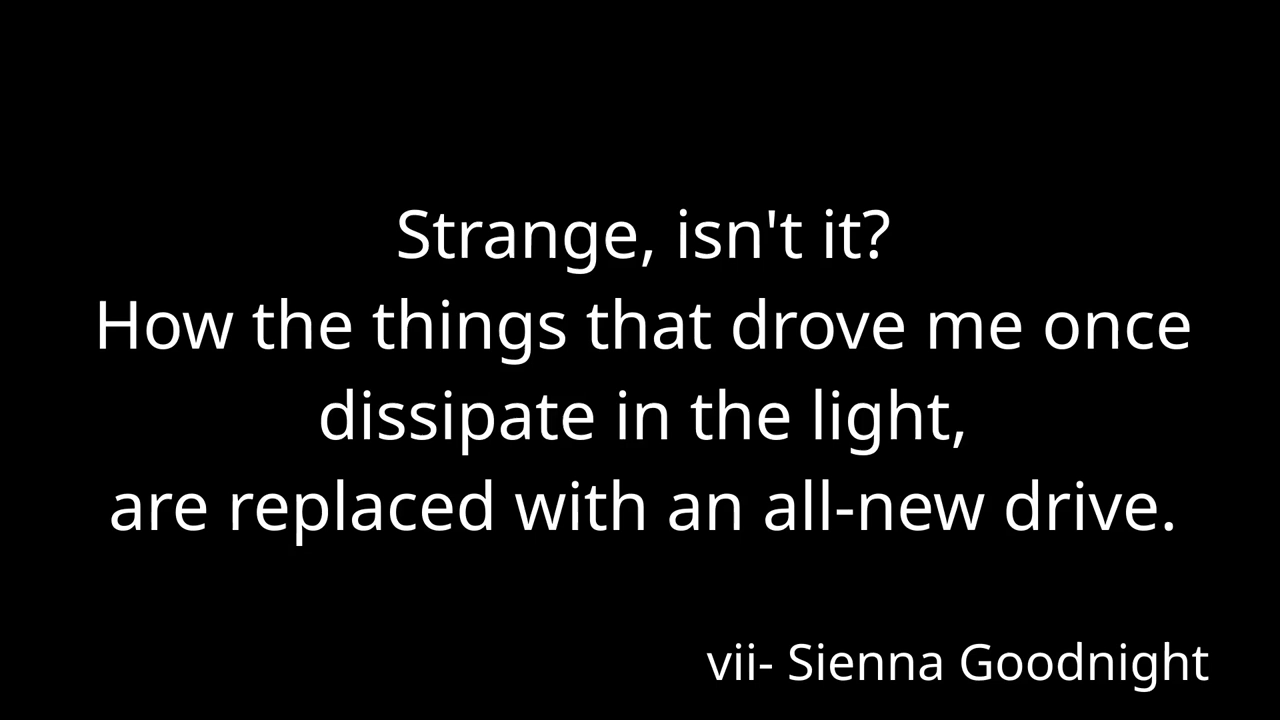 Strange, isn't it?
How the things that drove me once
dissipate in the light,
are replaced with an all-new drive.
vii- Sienna Goodnight